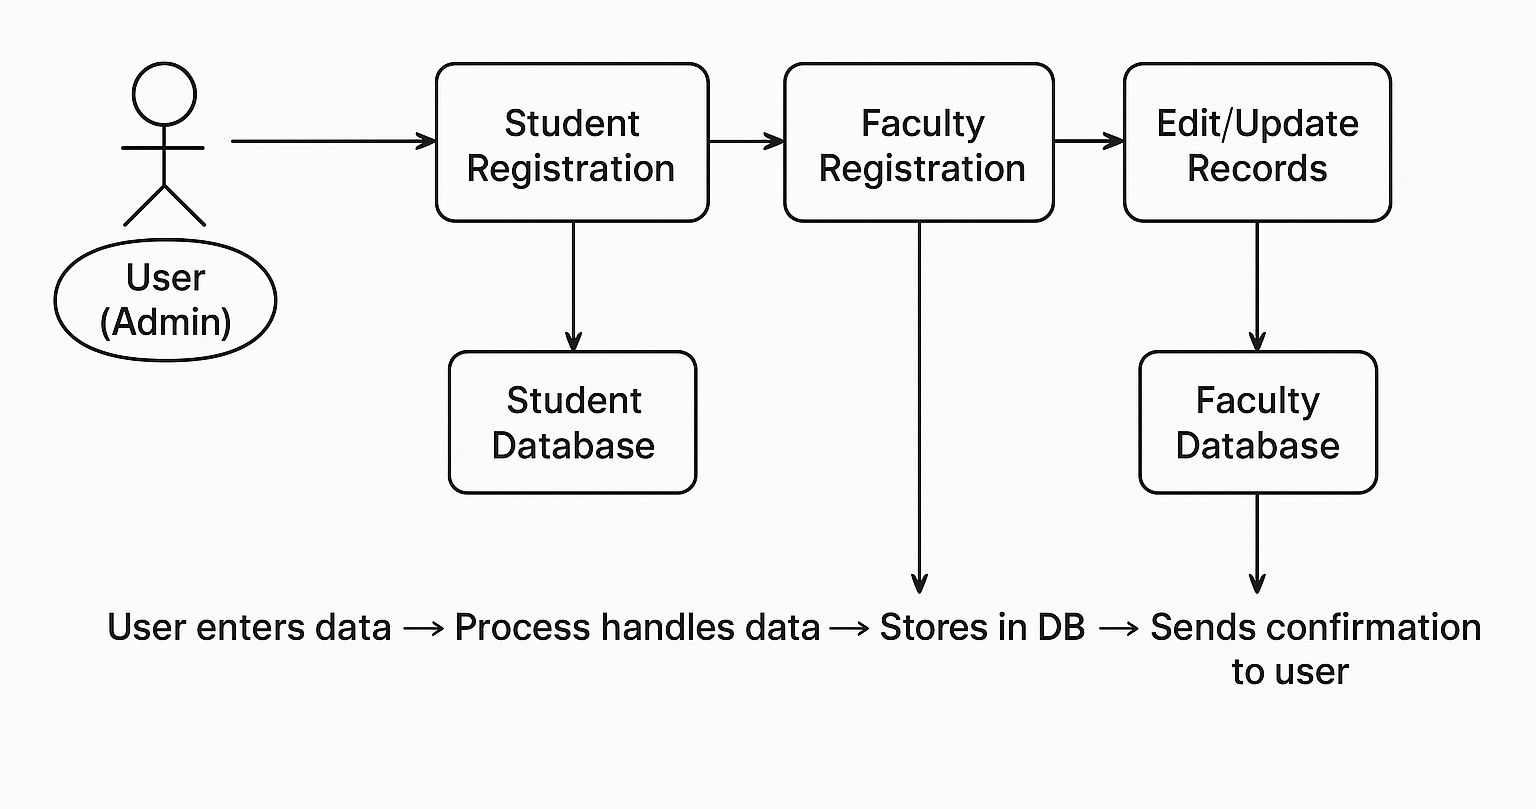 Student
Registration
Faculty
Registration
Edit/Update
Records
User
(Admin)
Student
Database
Faculty
Database
User enters data → Process handles data → Stores in DB → Sends confirmation
to user